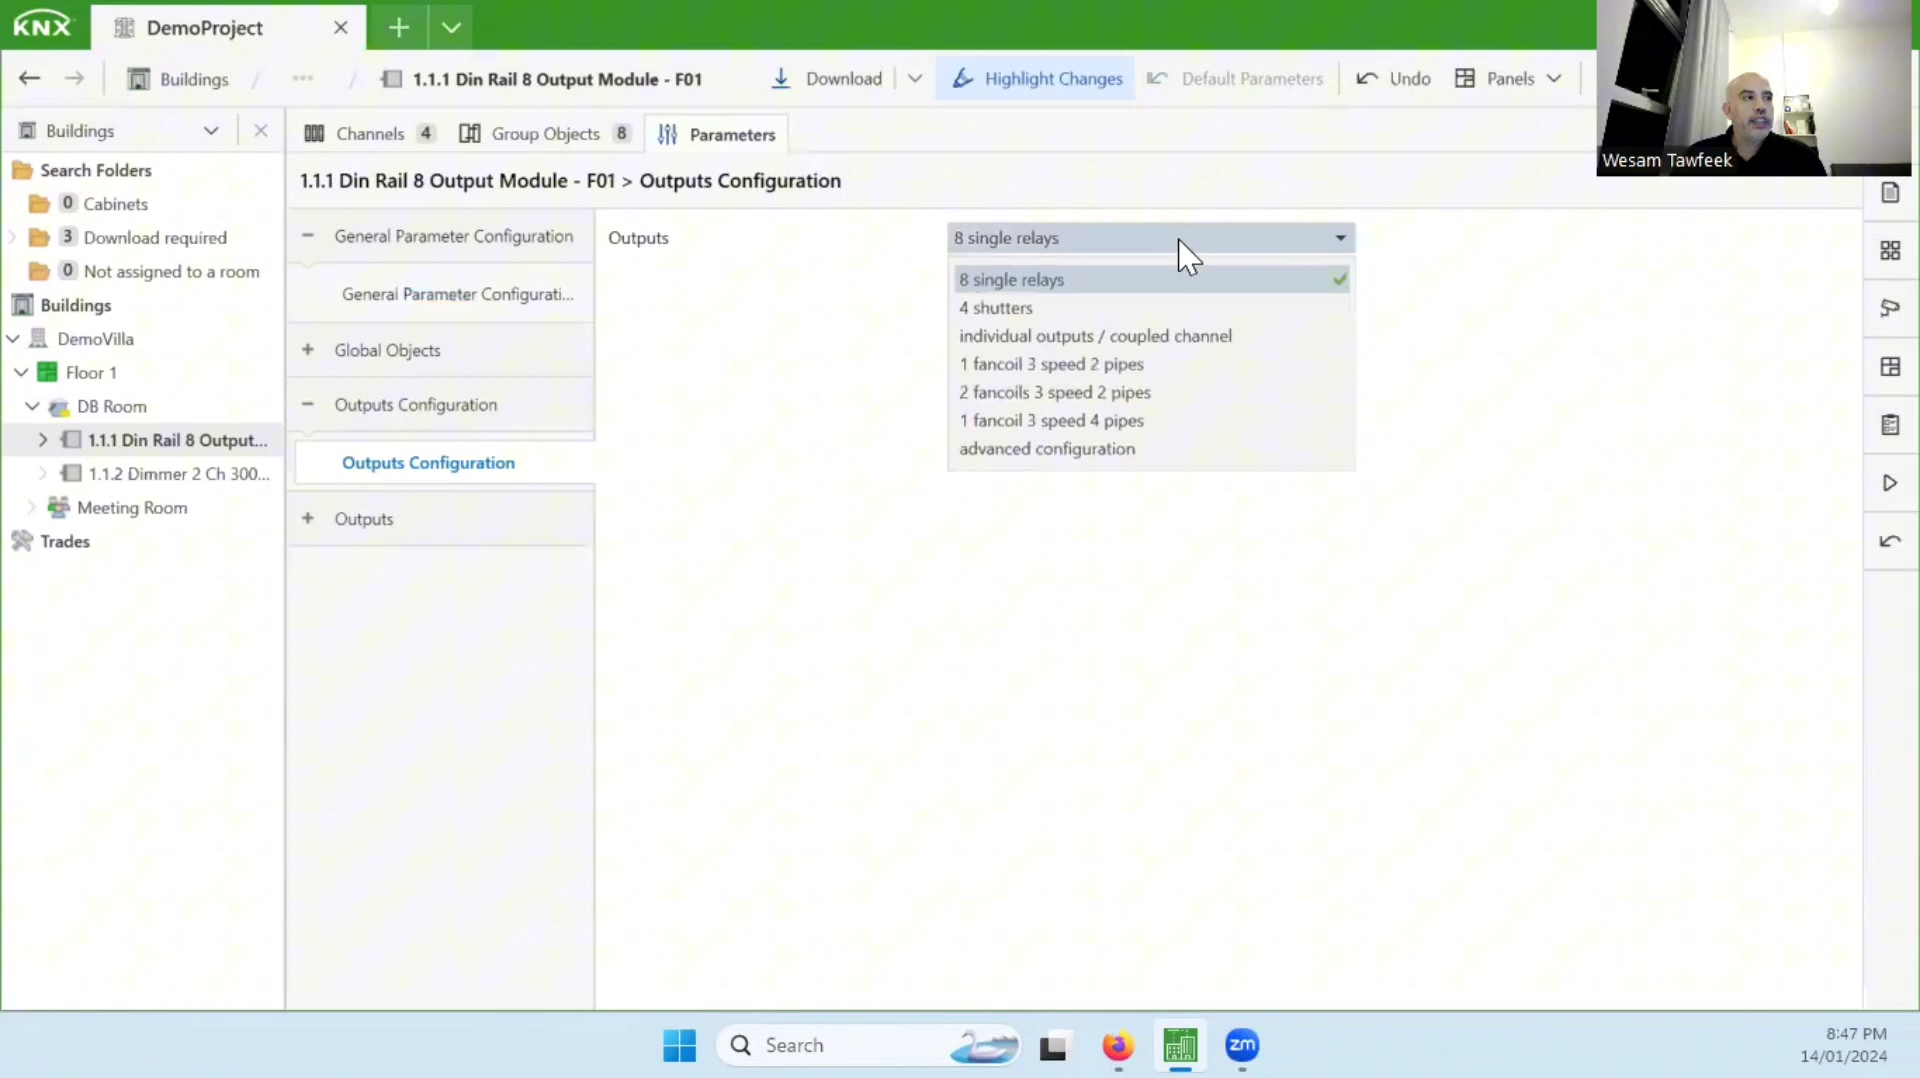 KNX
DemoProject
Buildings / ··· / 1.1.1 Din Rail 8 Output Module - F01
Download
Highlight Changes
Default Parameters
Undo
Panels
Wesam Tawfeek
Buildings
Search Folders
0 Cabinets
3 Download required
0 Not assigned to a room
Buildings
DemoVilla
Floor 1
DB Room
1.1.1 Din Rail 8 Output...
1.1.2 Dimmer 2 Ch 300...
Meeting Room
Trades
Channels 4
Group Objects 8
Parameters
1.1.1 Din Rail 8 Output Module - F01 > Outputs Configuration
General Parameter Configuration
General Parameter Configurati...
Global Objects
Outputs Configuration
Outputs Configuration
Outputs
Outputs
8 single relays
8 single relays
4 shutters
individual outputs / coupled channel
1 fancoil 3 speed 2 pipes
2 fancoils 3 speed 2 pipes
1 fancoil 3 speed 4 pipes
advanced configuration
Search
zm
8:47 PM
14/01/2024